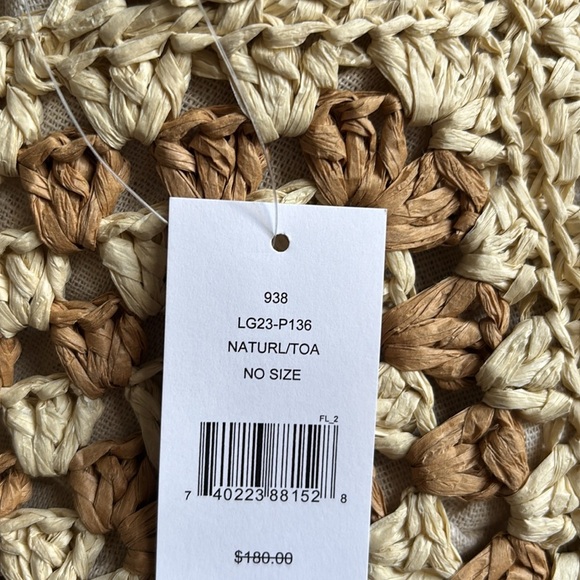 938
LG23-P136
NATURL/TOA
NO SIZE
FL_2
7 40223 88152 8
$180.00